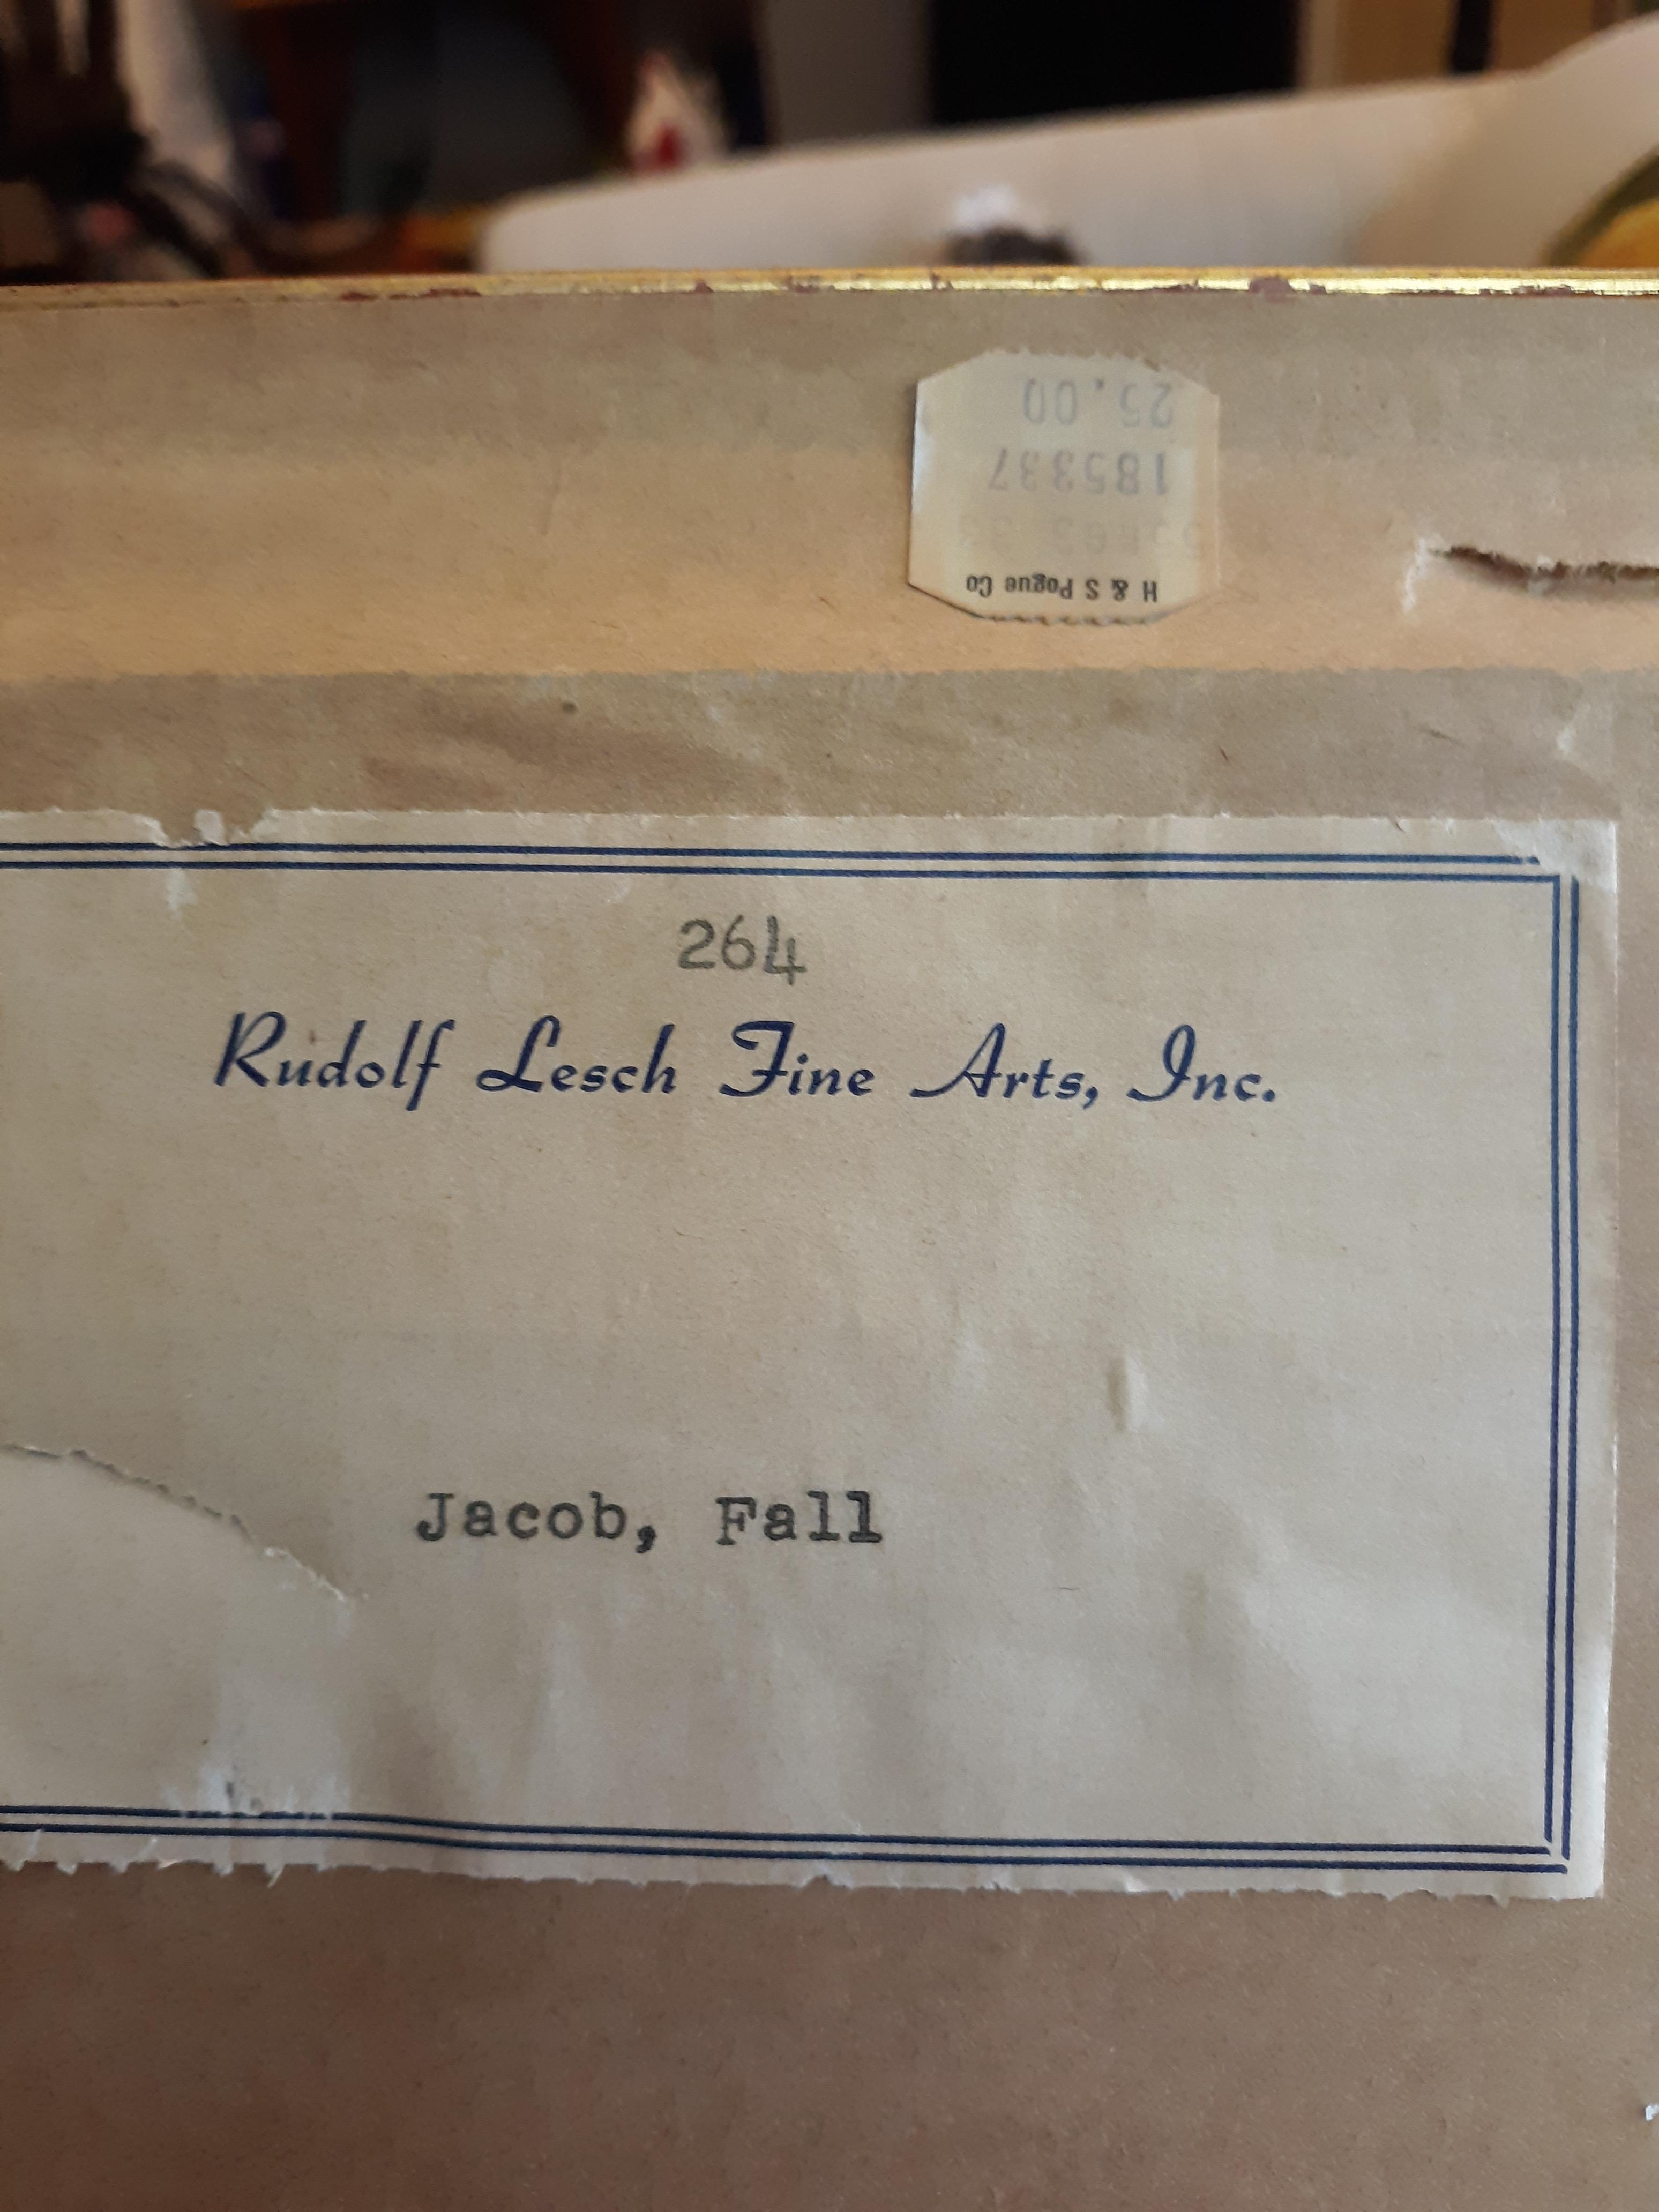 25.00
185337
H & S Pogue Co
264
Rudolf Lesch Fine Arts, Inc.
Jacob, Fall